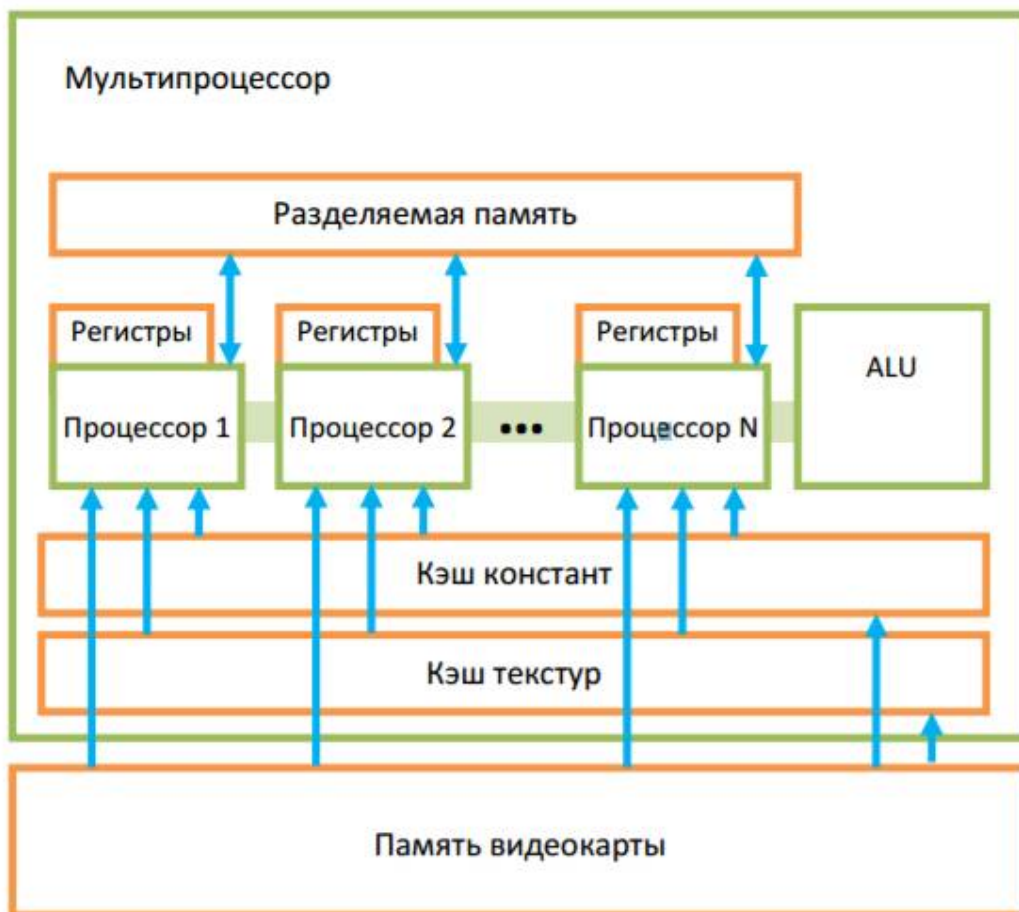 Мультипроцессор
Разделяемая память
Регистры
Регистры
Регистры
ALU
Процессор 1
Процессор 2
...
Процессор N
Кэш констант
Кэш текстур
Память видеокарты